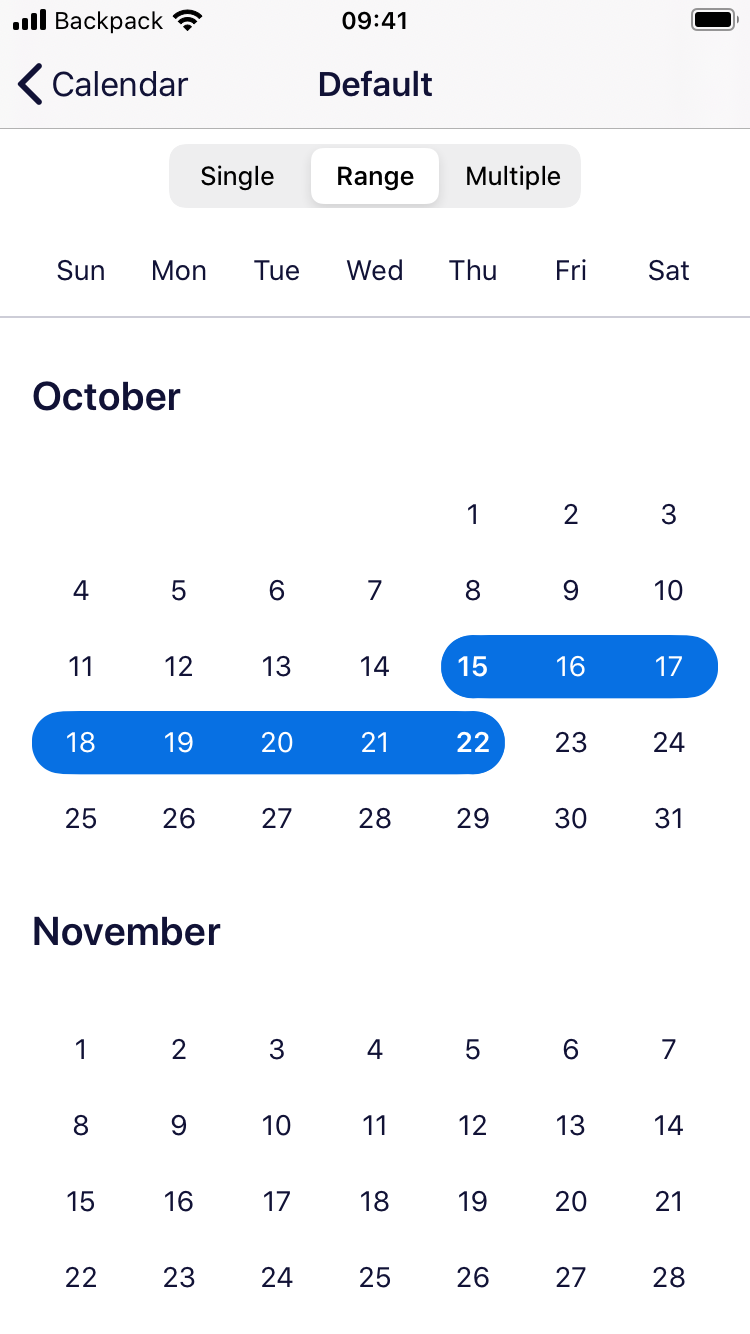 Backpack 09:41
Calendar Default
Single Range Multiple
Sun Mon Tue Wed Thu Fri Sat
October
1 2 3
4 5 6 7 8 9 10
11 12 13 14 15 16 17
18 19 20 21 22 23 24
25 26 27 28 29 30 31
November
1 2 3 4 5 6 7
8 9 10 11 12 13 14
15 16 17 18 19 20 21
22 23 24 25 26 27 28